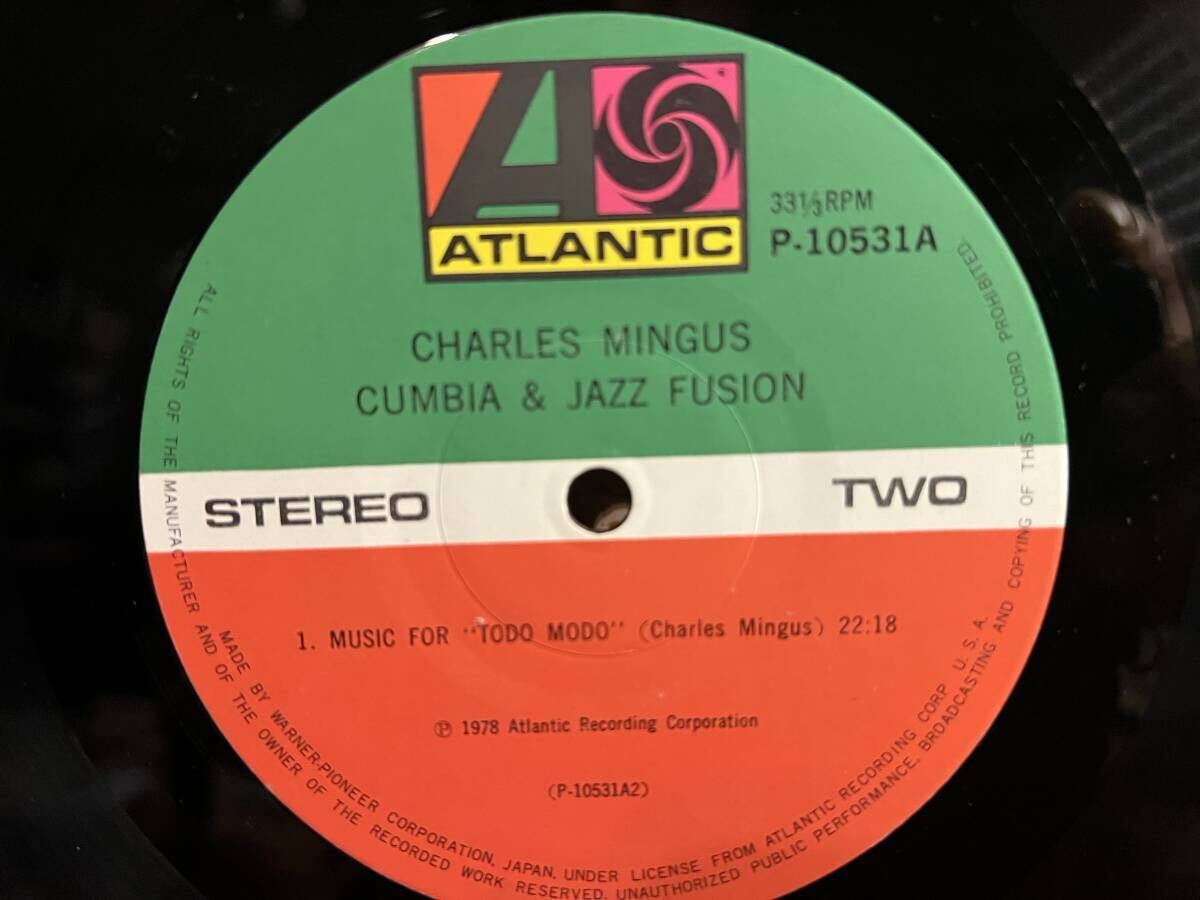 A
ATLANTIC
33⅓RPM
P-10531A
CHARLES MINGUS
CUMBIA & JAZZ FUSION
STEREO
TWO
1. MUSIC FOR "TODO MODO" (Charles Mingus) 22:18
℗ 1978 Atlantic Recording Corporation
(P-10531A2)
MADE BY WARNER-PIONEER CORPORATION, JAPAN, UNDER LICENSE FROM ATLANTIC RECORDING CORP. U. S. A.
ALL RIGHTS OF THE MANUFACTURER AND OF THE OWNER OF THE RECORDED WORK RESERVED. UNAUTHORIZED PUBLIC PERFORMANCE, BROADCASTING AND COPYING OF THIS RECORD PROHIBITED.